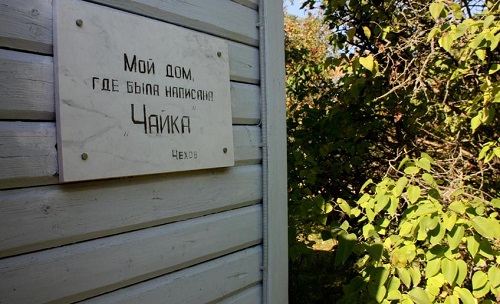 Мой дом,
где была написана
Чайка
Чехов